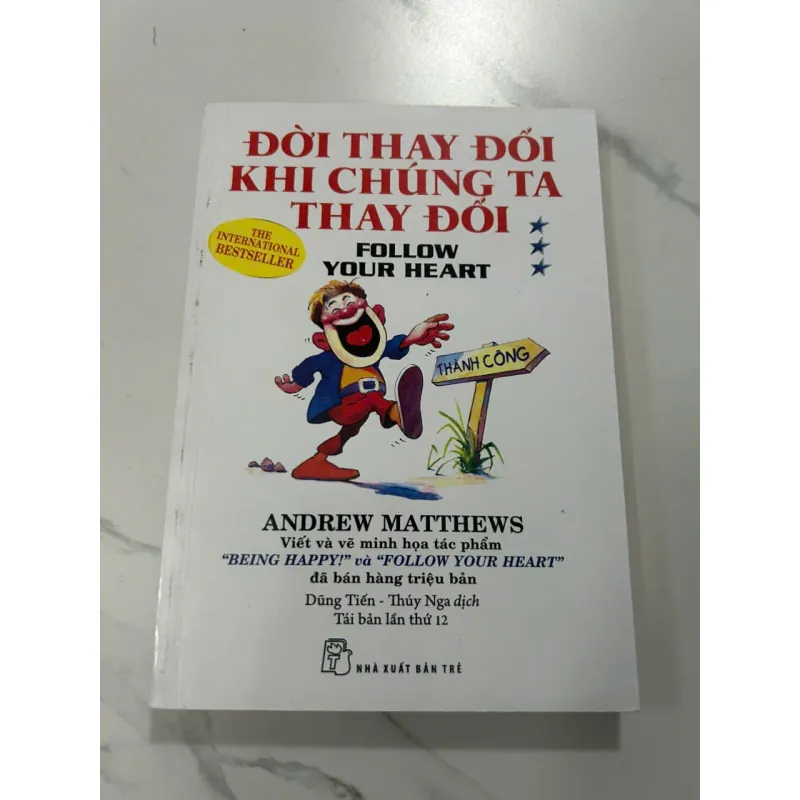 ĐỜI THAY ĐỔI
KHI CHÚNG TA
THAY ĐỔI
THE
INTERNATIONAL
BESTSELLER
FOLLOW
YOUR HEART
THÀNH CÔNG
ANDREW MATTHEWS
Viết và vẽ minh họa tác phẩm
“BEING HAPPY!” và “FOLLOW YOUR HEART”
đã bán hàng triệu bản
Dũng Tiến - Thúy Nga dịch
Tái bản lần thứ 12
NHÀ XUẤT BẢN TRẺ